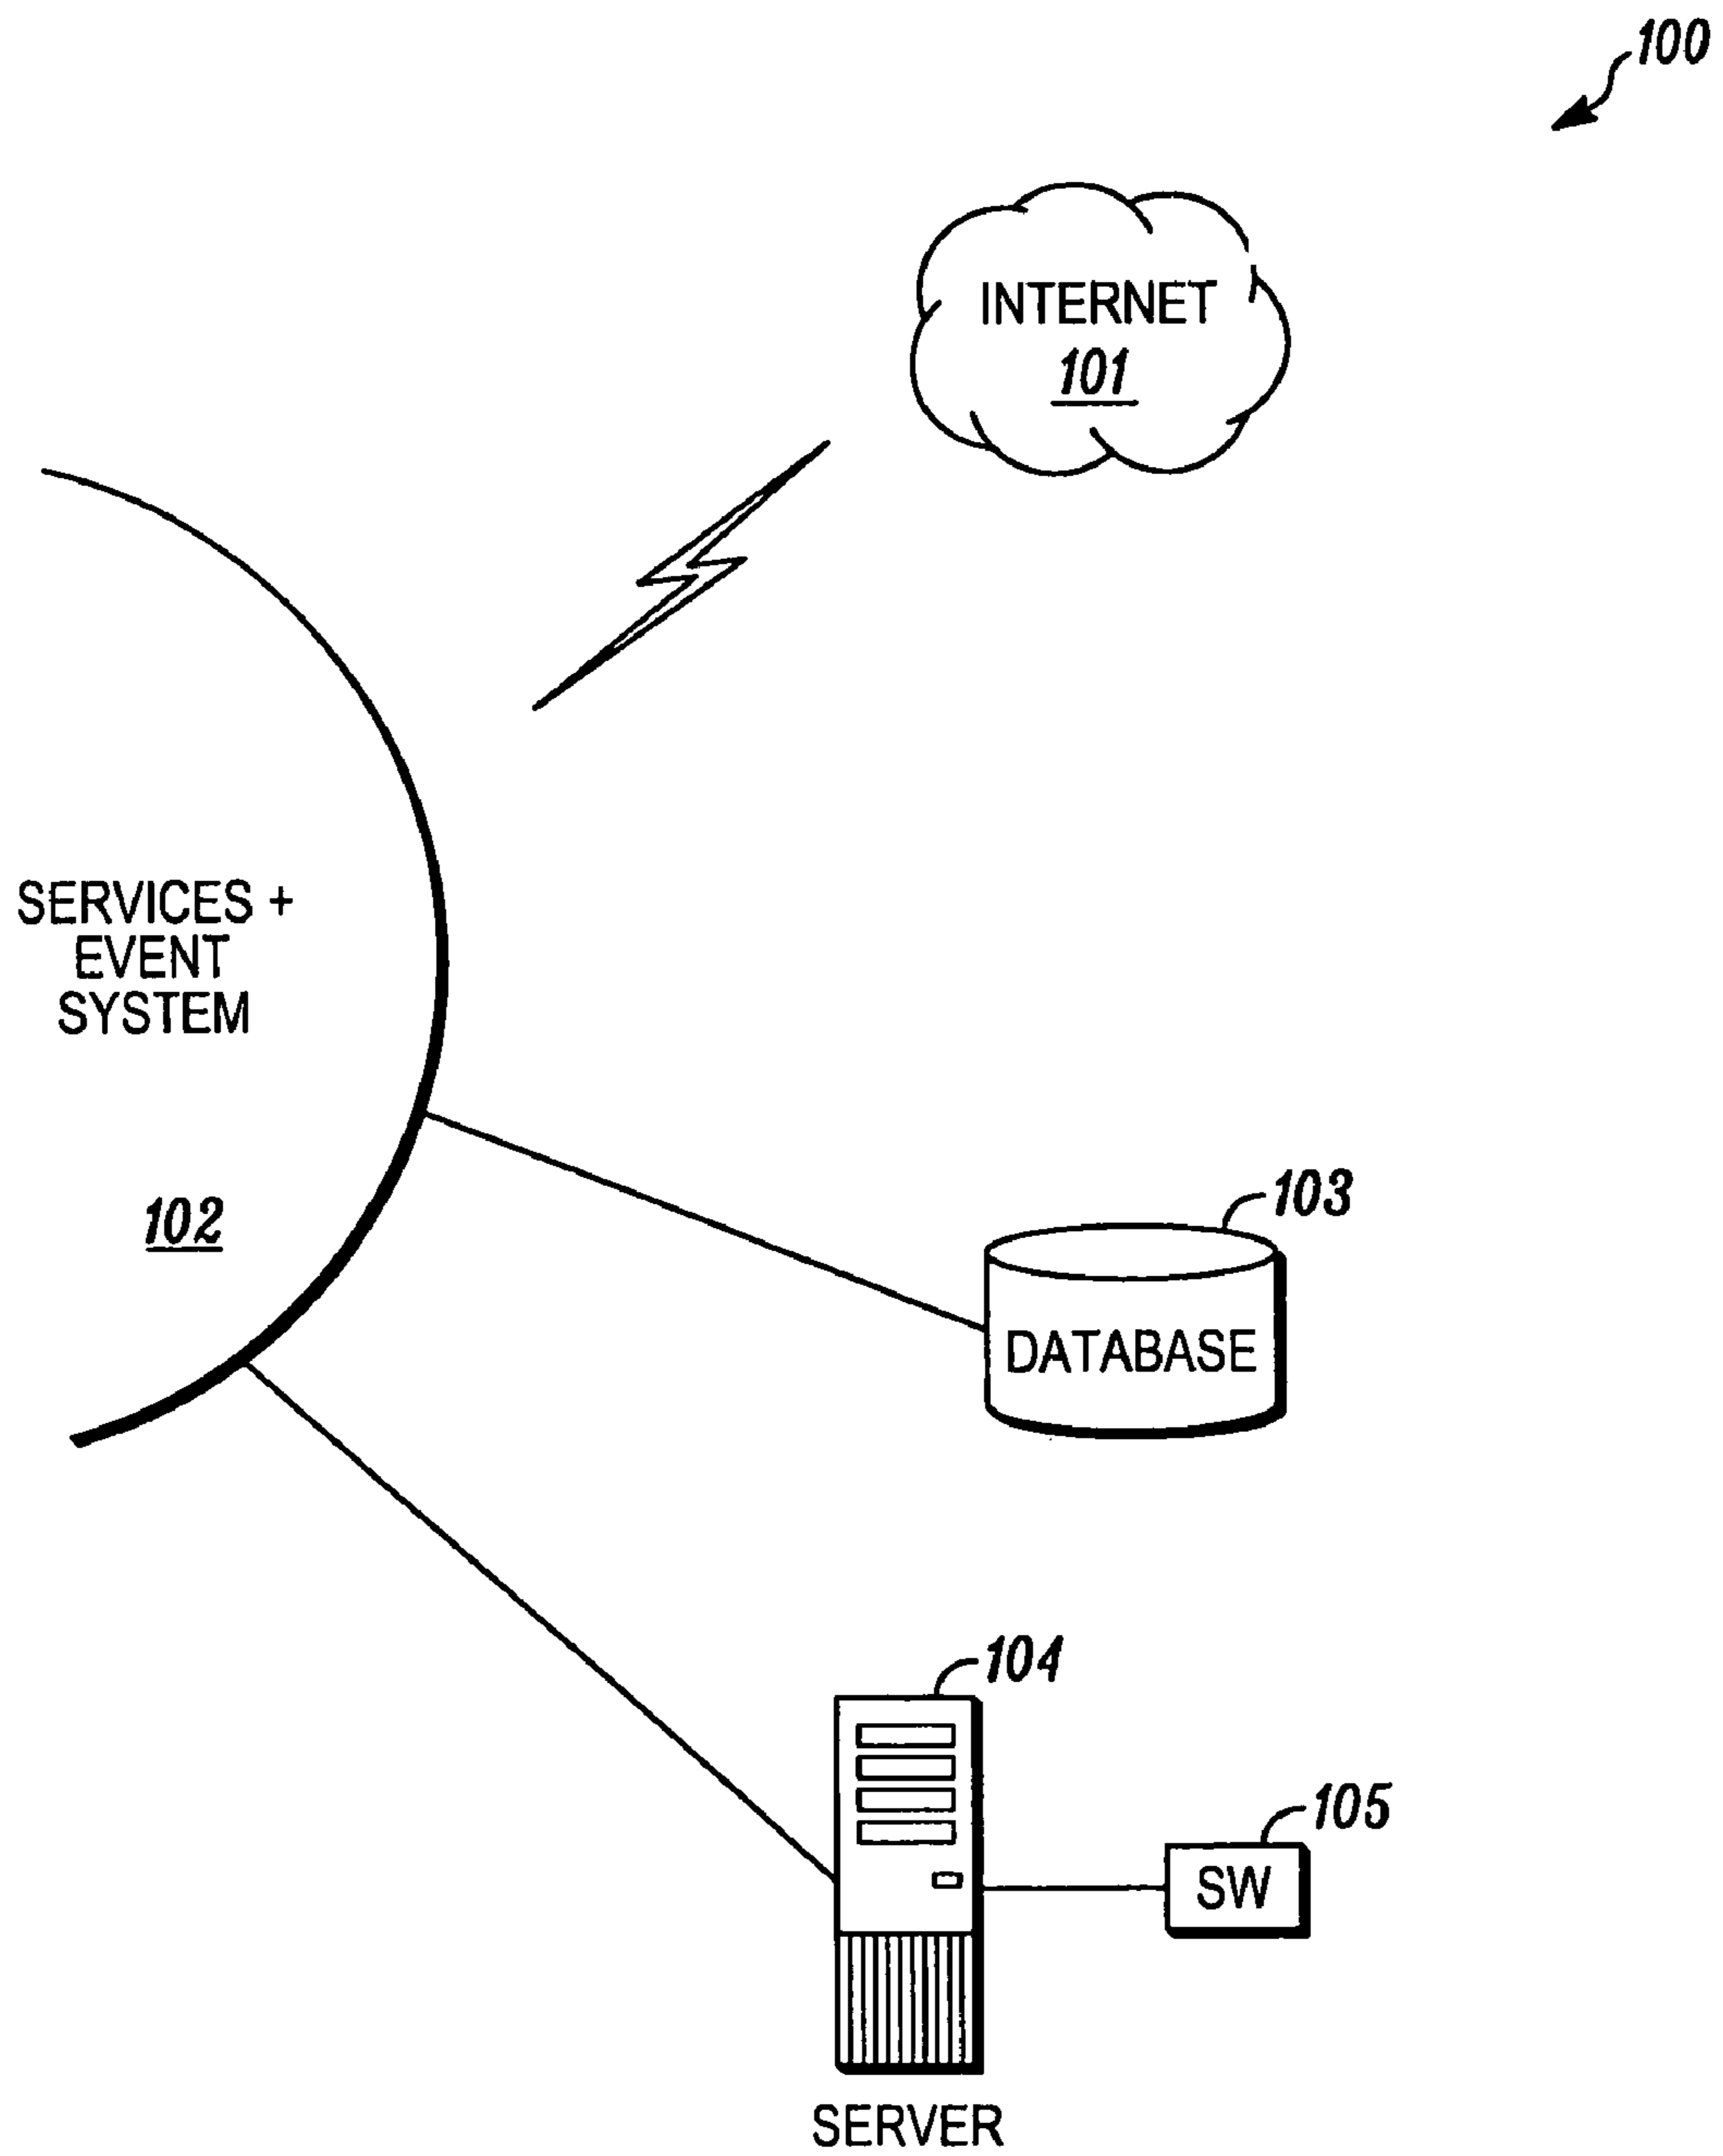 100
INTERNET
101
SERVICES +
EVENT
SYSTEM
102
103
DATABASE
104
105
SW
SERVER